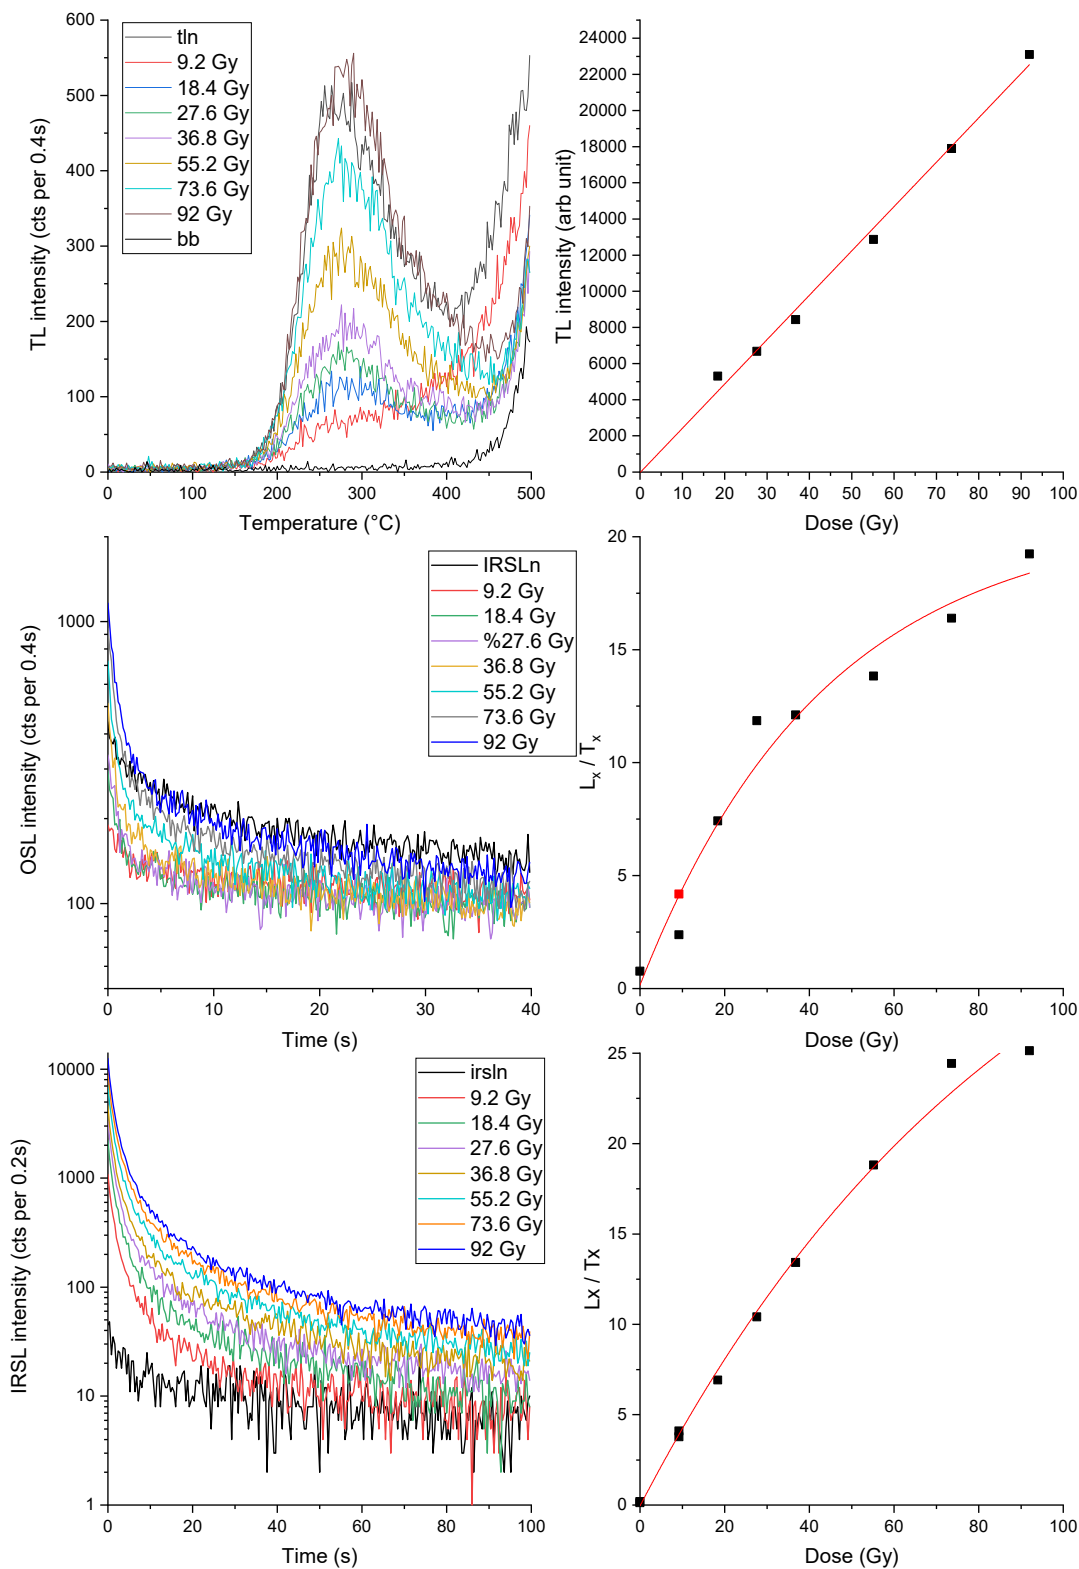 600
500
400
300
200
100
0
TL intensity (cts per 0.4s)
tln
9.2 Gy
18.4 Gy
27.6 Gy
36.8 Gy
55.2 Gy
73.6 Gy
92 Gy
bb
0 100 200 300 400 500
Temperature (°C)
24000
22000
20000
18000
16000
14000
12000
10000
8000
6000
4000
2000
0
TL intensity (arb unit)
0 10 20 30 40 50 60 70 80 90 100
Dose (Gy)
1000
100
OSL intensity (cts per 0.4s)
IRSLn
9.2 Gy
18.4 Gy
%27.6 Gy
36.8 Gy
55.2 Gy
73.6 Gy
92 Gy
0 10 20 30 40
Time (s)
20
15
10
5
0
Lx / Tx
0 20 40 60 80 100
Dose (Gy)
10000
1000
100
10
1
IRSL intensity (cts per 0.2s)
irsln
9.2 Gy
18.4 Gy
27.6 Gy
36.8 Gy
55.2 Gy
73.6 Gy
92 Gy
0 20 40 60 80 100
Time (s)
25
20
15
10
5
0
Lx / Tx
0 20 40 60 80 100
Dose (Gy)